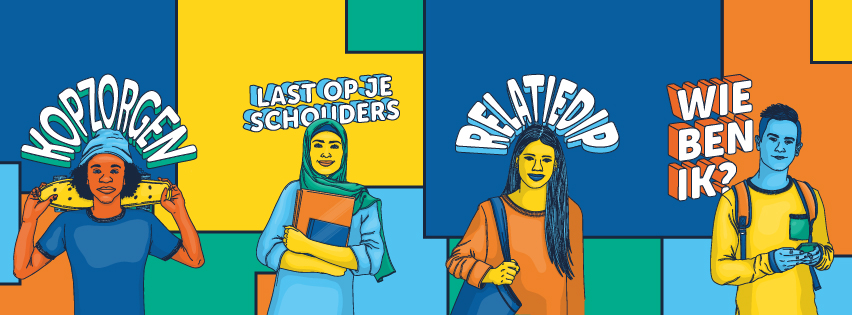 KOPZORGEN
LAST OP JE
SCHOUDERS
RELATIEDIP
WIE
BEN
IK?